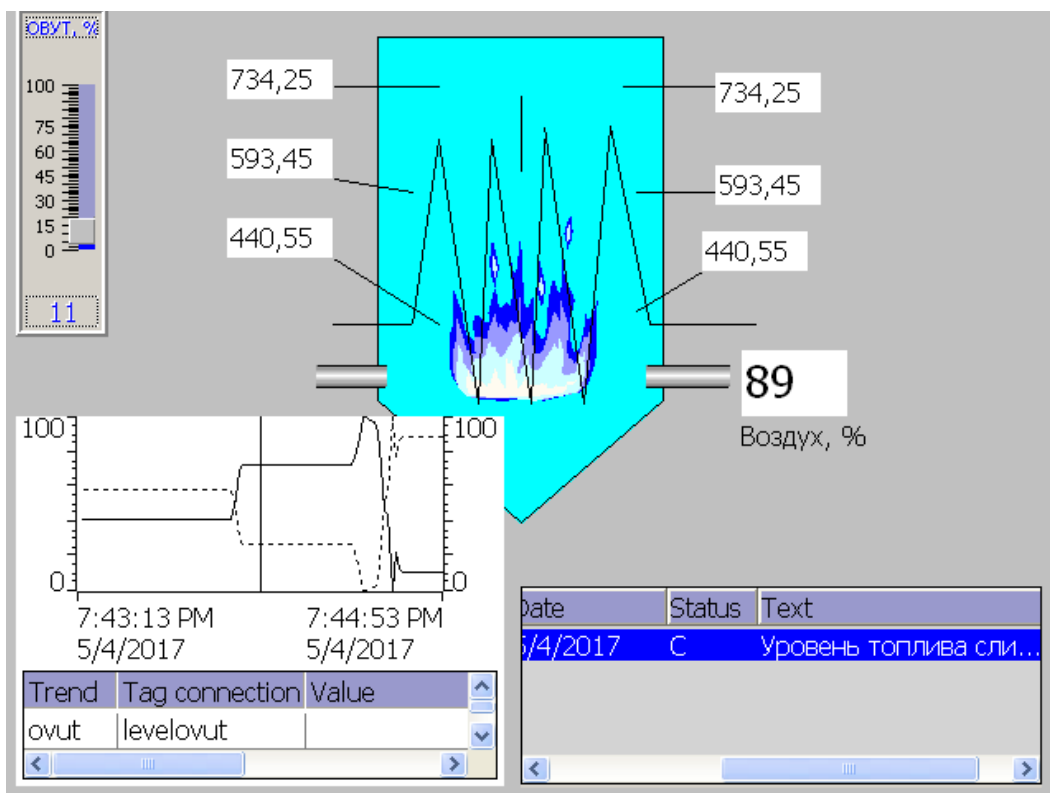 ОВУТ, %
100
75
60
45
30
15
0
11
734,25
593,45
440,55
734,25
593,45
440,55
89
Воздух, %
100
0
100
0
7:43:13 PM
5/4/2017
7:44:53 PM
5/4/2017
Trend Tag connection Value
ovut levelovut
Date Status Text
5/4/2017 C Уровень топлива сли...